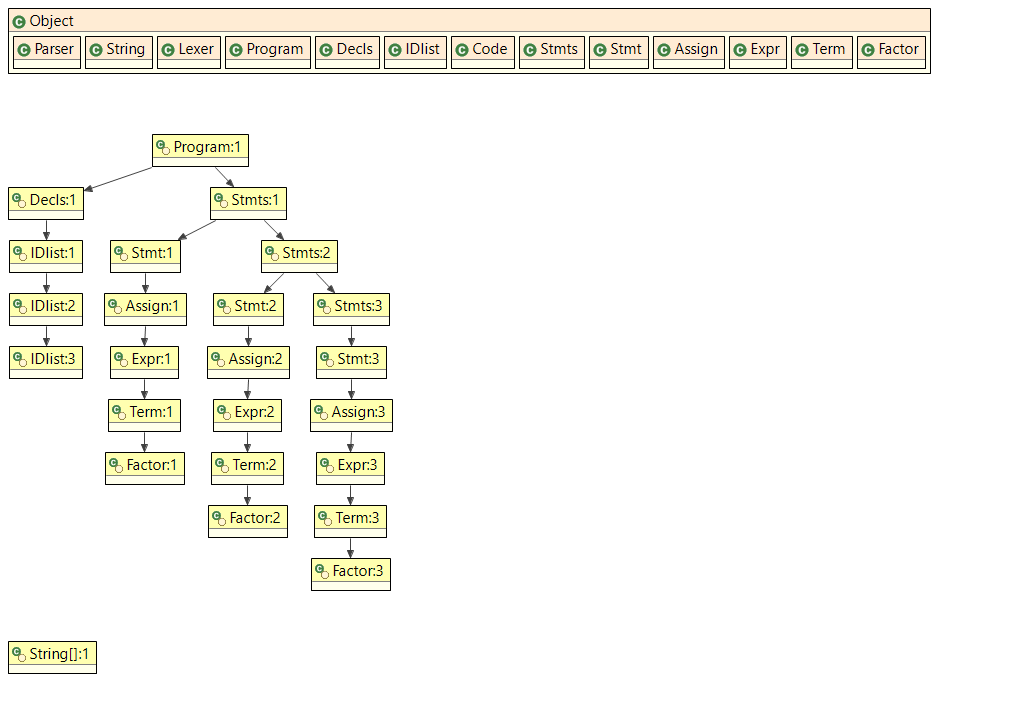 Object
Parser String Lexer Program Decls IDlist Code Stmts Stmt Assign Expr Term Factor
Program:1
Decls:1 Stmts:1
IDlist:1 Stmt:1 Stmts:2
IDlist:2 Assign:1 Stmt:2 Stmts:3
IDlist:3 Expr:1 Assign:2 Stmt:3
Term:1 Expr:2 Assign:3
Factor:1 Term:2 Expr:3
Factor:2 Term:3
Factor:3
String[]:1